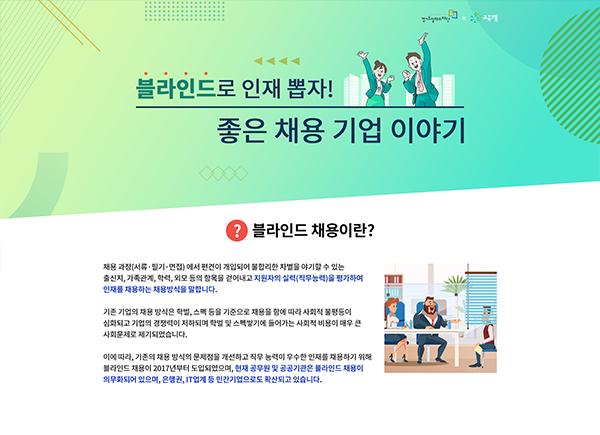 블라인드로 인재 뽑자!
좋은 채용 기업 이야기
? 블라인드 채용이란?
채용 과정(서류·필기·면접) 에서 편견이 개입되어 불합리한 차별을 야기할 수 있는
출신지, 가족관계, 학력, 외모 등의 항목을 걷어내고 지원자의 실력(직무능력)을 평가하여
인재를 채용하는 채용방식을 말합니다.
기존 기업의 채용 방식은 학벌, 스펙 등을 기준으로 채용을 함에 따라 사회적 불평등이
심화되고 기업의 경쟁력이 저하되며 학벌 및 스펙쌓기에 들어가는 사회적 비용이 매우 큰
사회문제로 제기되었습니다.
이에 따라, 기존의 채용 방식의 문제점을 개선하고 직무 능력이 우수한 인재를 채용하기 위해
블라인드 채용이 2017년부터 도입되었으며, 현재 공무원 및 공공기관은 블라인드 채용이
의무화되어 있으며, 은행권, IT업계 등 민간기업으로도 확산되고 있습니다.